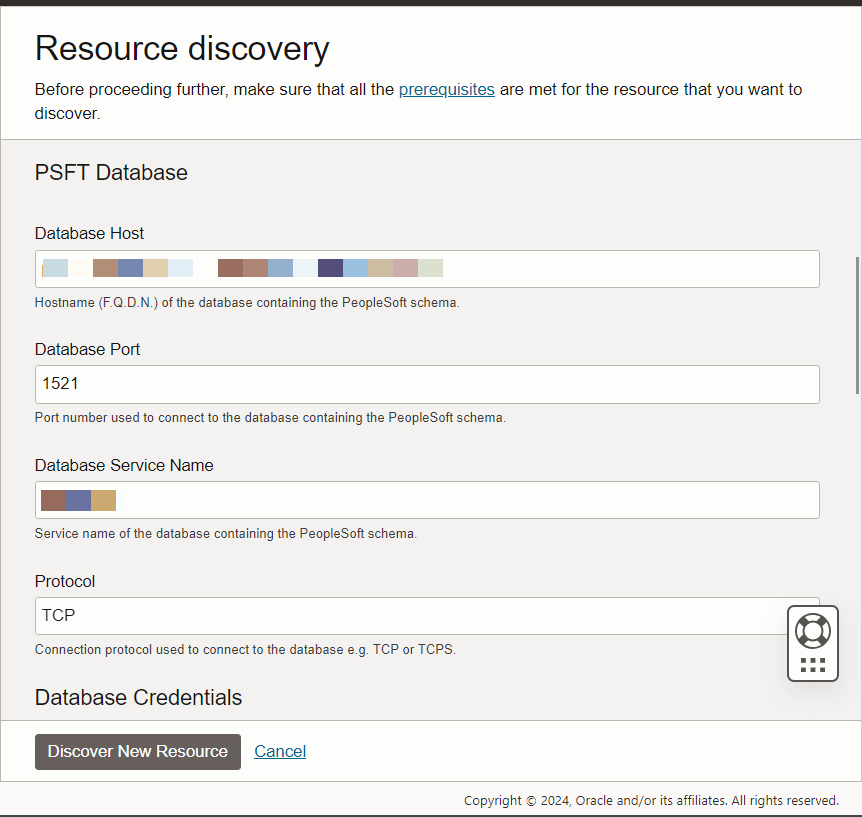 Resource discovery
Before proceeding further, make sure that all the prerequisites are met for the resource that you want to
discover.
PSFT Database
Database Host
Hostname (F.Q.D.N.) of the database containing the PeopleSoft schema.
Database Port
1521
Port number used to connect to the database containing the PeopleSoft schema.
Database Service Name
Service name of the database containing the PeopleSoft schema.
Protocol
TCP
Connection protocol used to connect to the database e.g. TCP or TCPS.
Database Credentials
Discover New Resource Cancel
Copyright © 2024, Oracle and/or its affiliates. All rights reserved.